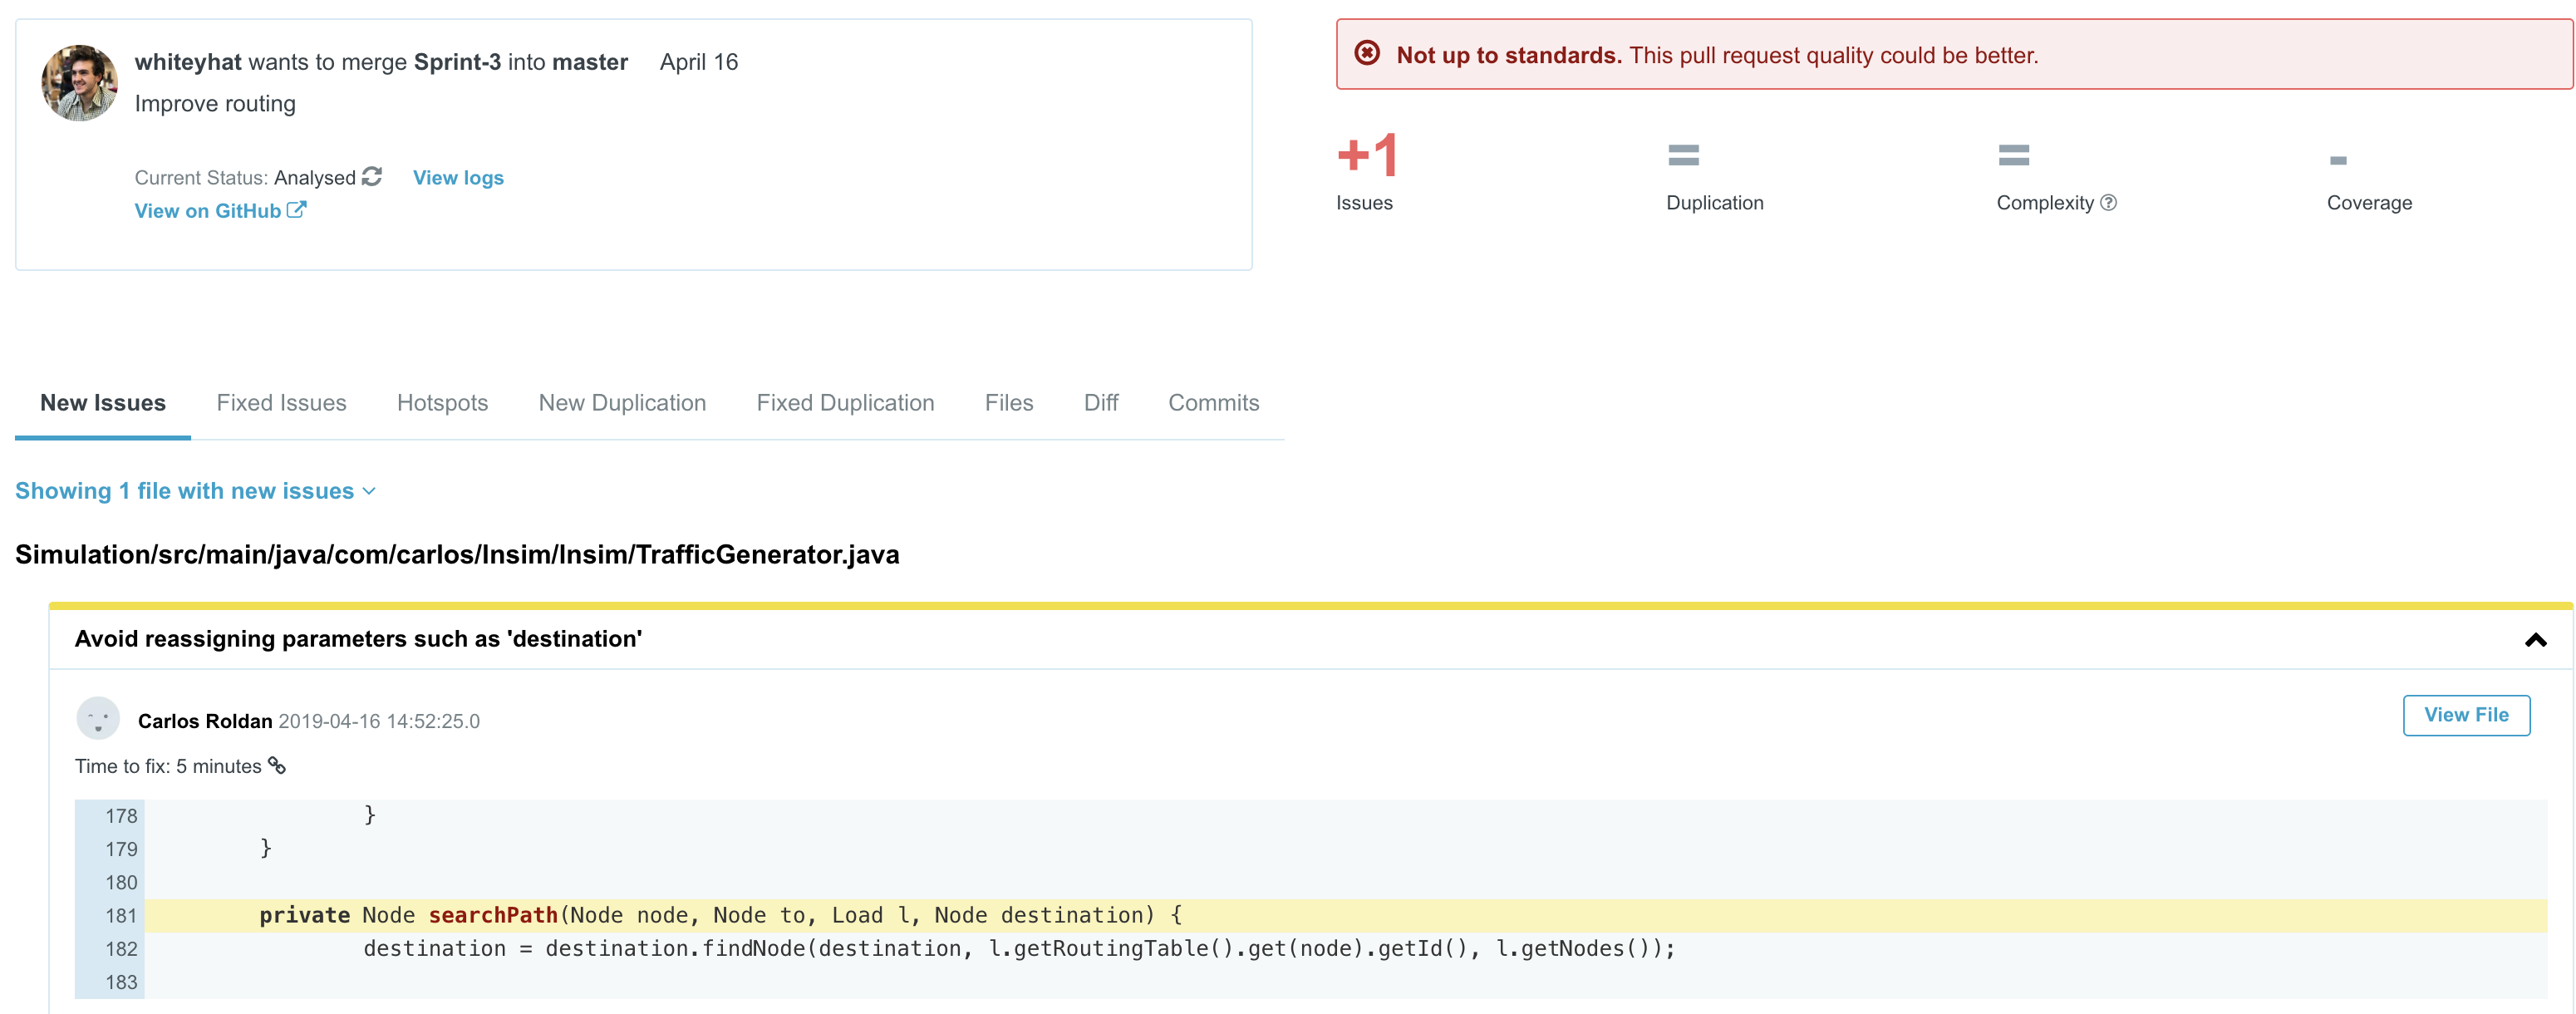 whiteyhat wants to merge Sprint-3 into master April 16
Improve routing
Current Status: Analysed View logs
View on GitHub
Not up to standards. This pull request quality could be better.
+1 = = -
Issues Duplication Complexity Coverage
New Issues Fixed Issues Hotspots New Duplication Fixed Duplication Files Diff Commits
Showing 1 file with new issues
Simulation/src/main/java/com/carlos/Insim/Insim/TrafficGenerator.java
Avoid reassigning parameters such as 'destination'
Carlos Roldan 2019-04-16 14:52:25.0
View File
Time to fix: 5 minutes
178 }
179 }
180
181 private Node searchPath(Node node, Node to, Load l, Node destination) {
182 destination = destination.findNode(destination, l.getRoutingTable().get(node).getId(), l.getNodes());
183